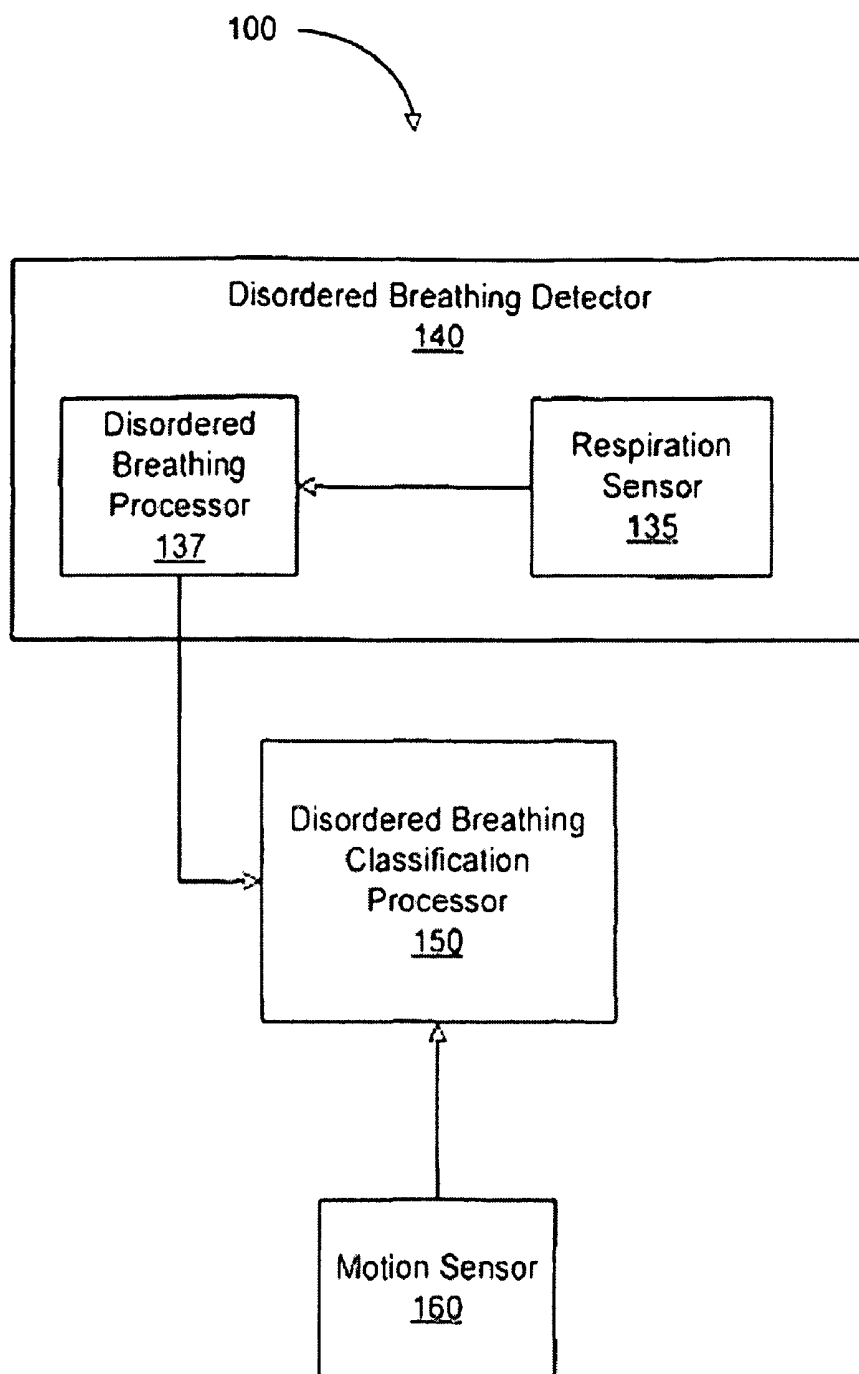 100
Disordered Breathing Detector
140
Disordered
Breathing
Processor
137
Respiration
Sensor
135
Disordered Breathing
Classification
Processor
150
Motion Sensor
160